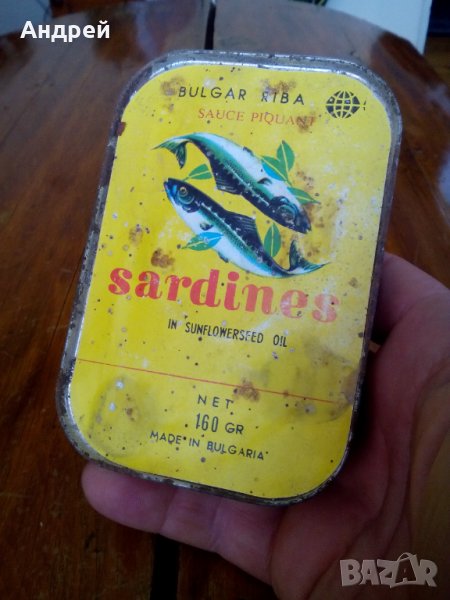 Андрей
BULGAR RIBA
SAUCE PIQUANT
sardines
IN SUNFLOWERSEED OIL
NET
160 GR
MADE IN BULGARIA
BAZAR